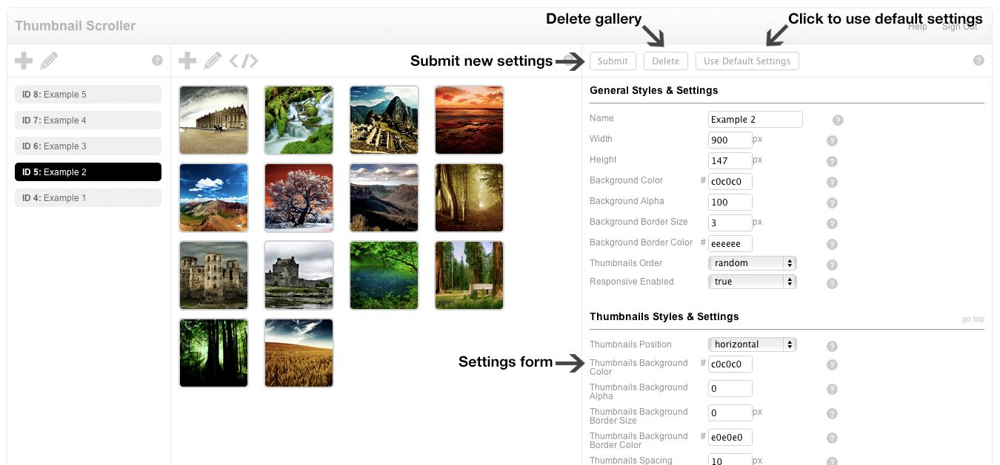 Delete gallery
Click to use default settings
Thumbnail Scroller
Help
Sign Out
Submit new settings
Submit
Delete
Use Default Settings
?
?
?
ID 8: Example 5
ID 7: Example 4
ID 6: Example 3
ID 5: Example 2
ID 4: Example 1
General Styles & Settings
Name Example 2 ?
Width 900 px ?
Height 147 px ?
Background Color # c0c0c0 ?
Background Alpha 100 ?
Background Border Size 3 px ?
Background Border Color # eeeeee ?
Thumbnails Order random ?
Responsive Enabled true ?
Thumbnails Styles & Settings
go top
Thumbnails Position horizontal ?
Settings form
Thumbnails Background # c0c0c0 ?
Color
Thumbnails Background 0 ?
Alpha
Thumbnails Background 0 px ?
Border Size
Thumbnails Background # e0e0e0 ?
Border Color
Thumbnails Spacing 10 px ?